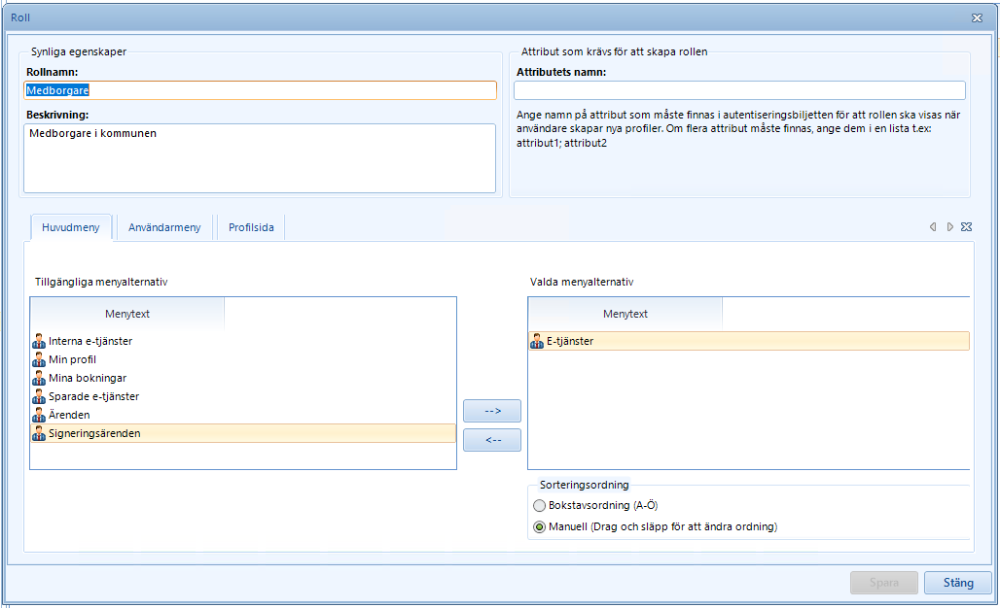 Roll
Synliga egenskaper
Rollnamn:
Medborgare
Beskrivning:
Medborgare i kommunen
Attribut som krävs för att skapa rollen
Attributets namn:
Ange namn på attribut som måste finnas i autentiseringsbiljetten för att rollen ska visas när
användare skapar nya profiler. Om flera attribut måste finnas, ange dem i en lista t.ex:
attribut1; attribut2
Huvudmeny
Användarmeny
Profilsida
Tillgängliga menyalternativ
Menytext
Interna e-tjänster
Min profil
Mina bokningar
Sparade e-tjänster
Ärenden
Signeringsärenden
-->
<--
Valda menyalternativ
Menytext
E-tjänster
Sorteringsordning
Bokstavsordning (A-Ö)
Manuell (Drag och släpp för att ändra ordning)
Spara
Stäng